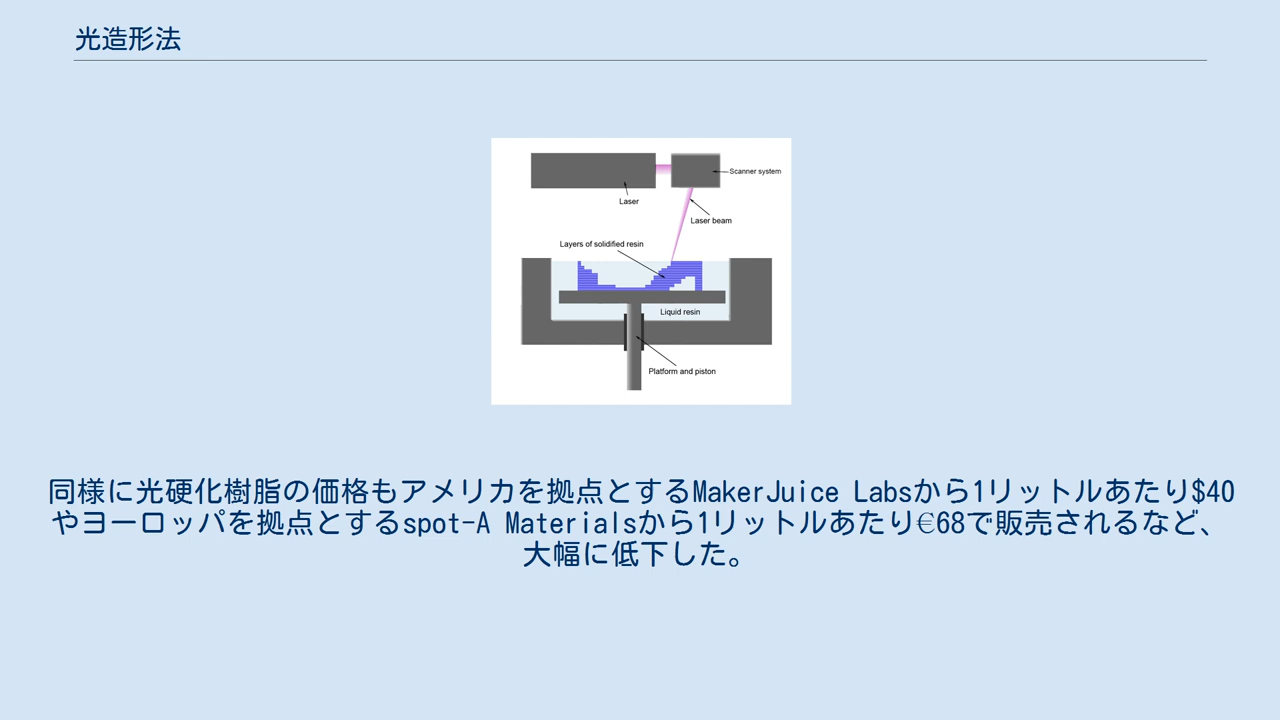 光造形法
Scanner system
Laser
Laser beam
Layers of solidified resin
Liquid resin
Platform and piston
同様に光硬化樹脂の価格もアメリカを拠点とするMakerJuice Labsから1リットルあたり$40
やヨーロッパを拠点とするspot-A Materialsから1リットルあたり€68で販売されるなど、
大幅に低下した。